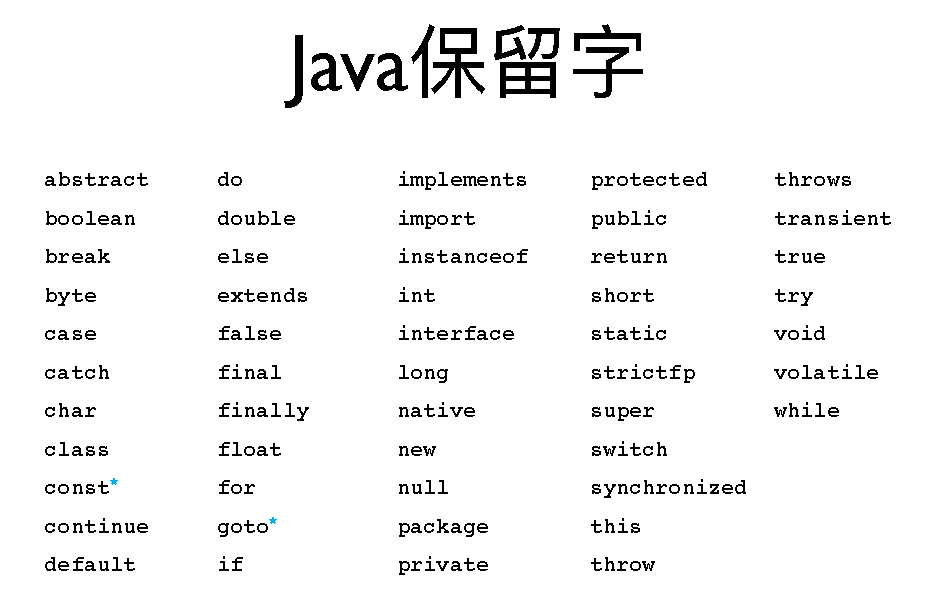 Java保留字
abstract do implements protected throws
boolean double import public transient
break else instanceof return true
byte extends int short try
case false interface static void
catch final long strictfp volatile
char finally native super while
class float new switch
const* for null synchronized
continue goto* package this
default if private throw